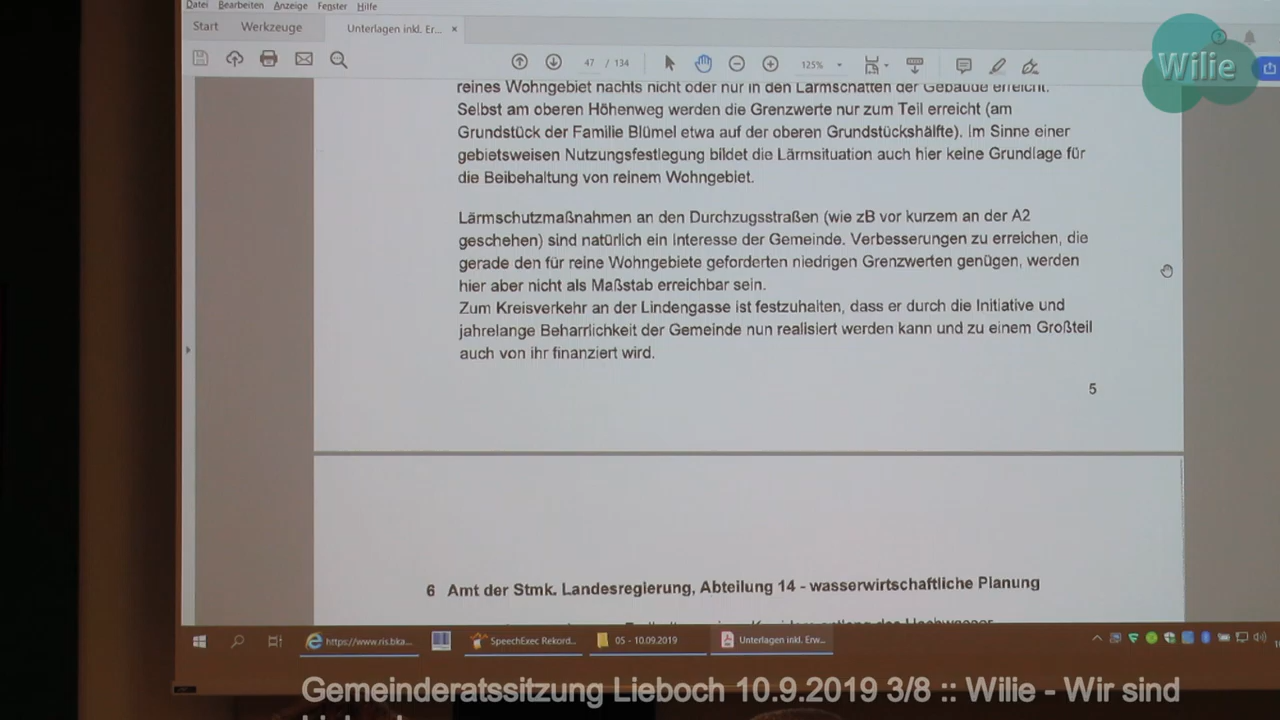 Datei Bearbeiten Anzeige Fenster Hilfe
Start Werkzeuge Unterlagen inkl. Er... ×
47 / 134 125%
Wilie
reines Wohngebiet nachts nicht oder nur in den Lärmschatten der Gebäude erreicht.
Selbst am oberen Höhenweg werden die Grenzwerte nur zum Teil erreicht (am
Grundstück der Familie Blümel etwa auf der oberen Grundstückshälfte). Im Sinne einer
gebietsweisen Nutzungsfestlegung bildet die Lärmsituation auch hier keine Grundlage für
die Beibehaltung von reinem Wohngebiet.
Lärmschutzmaßnahmen an den Durchzugsstraßen (wie zB vor kurzem an der A2
geschehen) sind natürlich ein Interesse der Gemeinde. Verbesserungen zu erreichen, die
gerade den für reine Wohngebiete geforderten niedrigen Grenzwerten genügen, werden
hier aber nicht als Maßstab erreichbar sein.
Zum Kreisverkehr an der Lindengasse ist festzuhalten, dass er durch die Initiative und
jahrelange Beharrlichkeit der Gemeinde nun realisiert werden kann und zu einem Großteil
auch von ihr finanziert wird.
5
6 Amt der Stmk. Landesregierung, Abteilung 14 - wasserwirtschaftliche Planung
https://www.ris.bka... SpeechExec Rekord... 05 - 10.09.2019 Unterlagen inkl. Erw...
Gemeinderatssitzung Lieboch 10.9.2019 3/8 :: Wilie - Wir sind